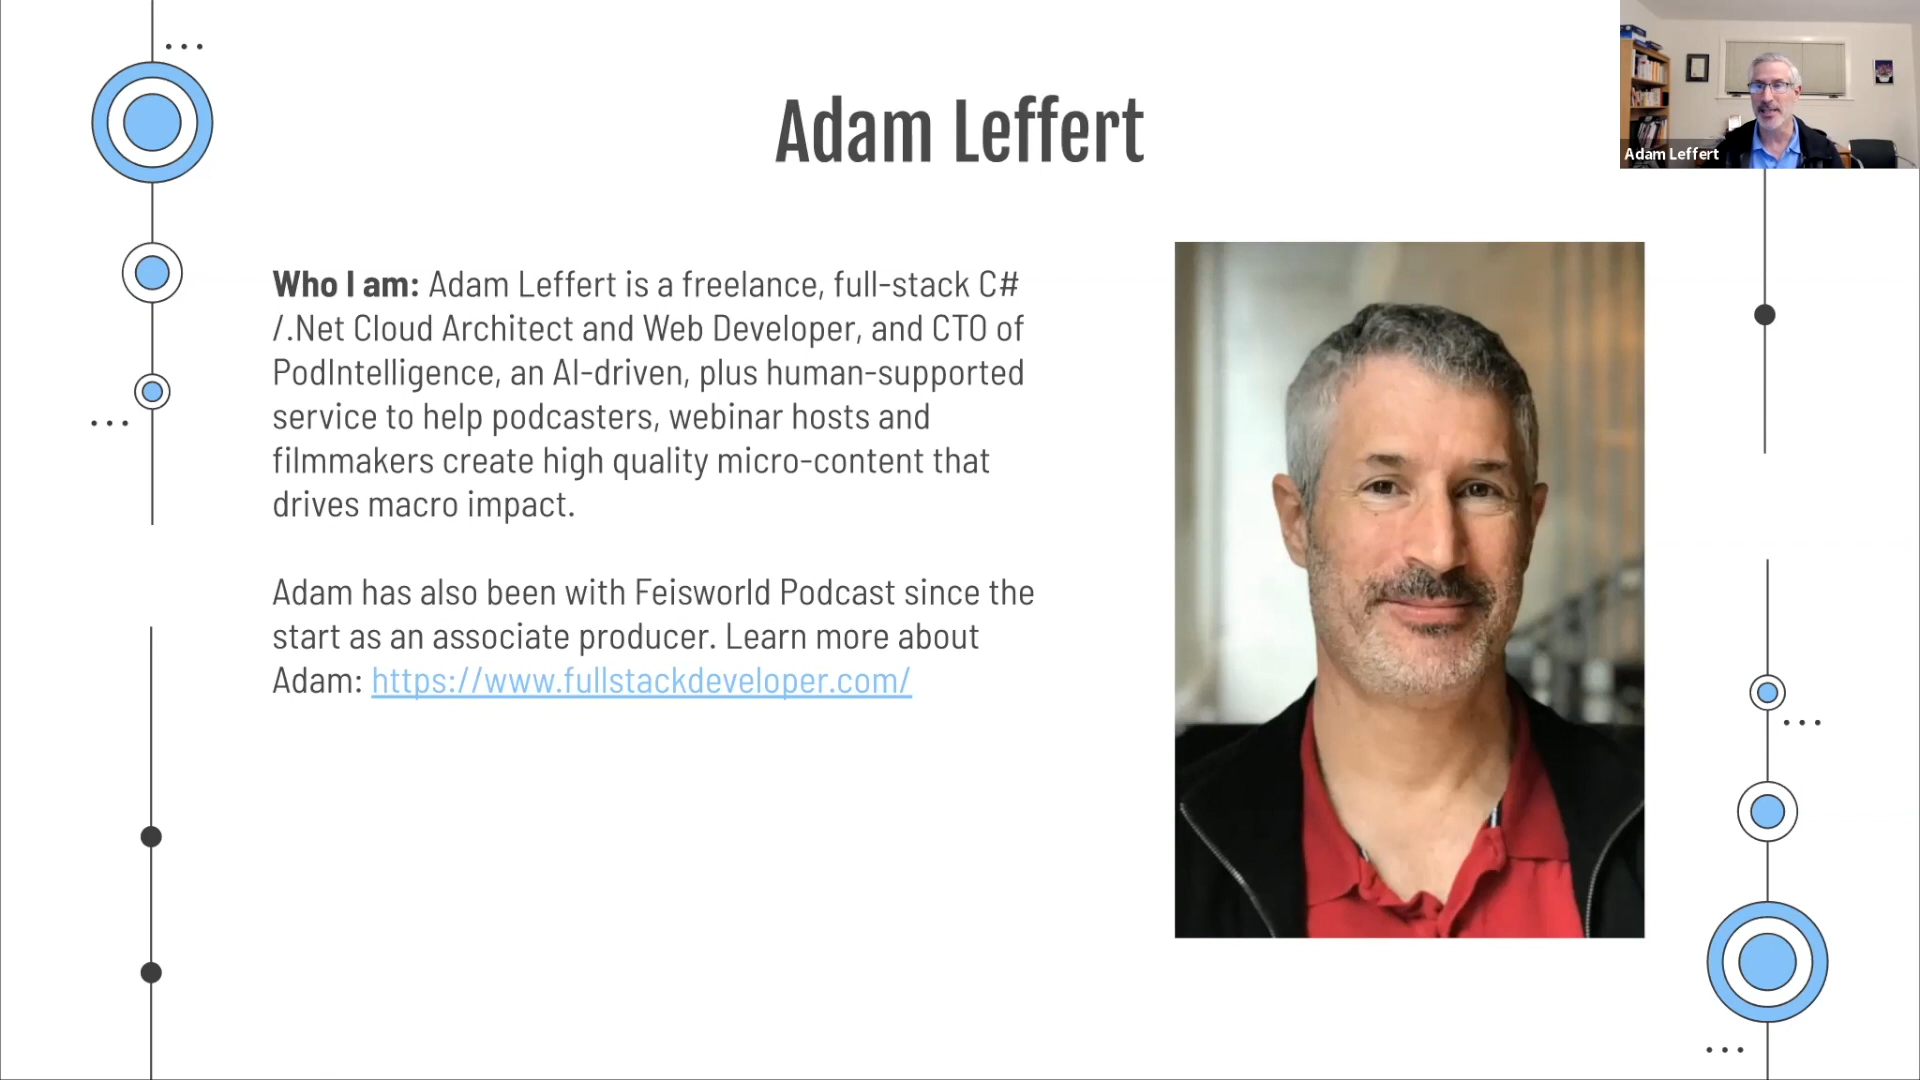 Adam Leffert
Adam Leffert
Who I am: Adam Leffert is a freelance, full-stack C#
/.Net Cloud Architect and Web Developer, and CTO of
PodIntelligence, an AI-driven, plus human-supported
service to help podcasters, webinar hosts and
filmmakers create high quality micro-content that
drives macro impact.
Adam has also been with Feisworld Podcast since the
start as an associate producer. Learn more about
Adam: https://www.fullstackdeveloper.com/